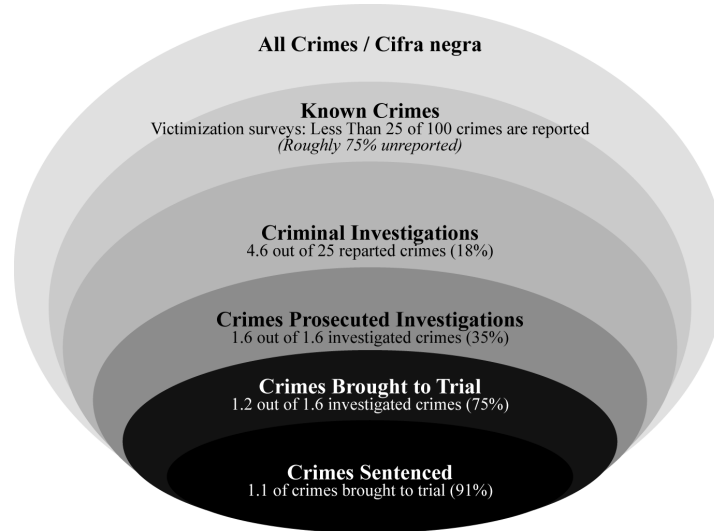 All Crimes / Cifra negra
Known Crimes
Victimization surveys: Less Than 25 of 100 crimes are reported
(Roughly 75% unreported)
Criminal Investigations
4.6 out of 25 reparted crimes (18%)
Crimes Prosecuted Investigations
1.6 out of 1.6 investigated crimes (35%)
Crimes Brought to Trial
1.2 out of 1.6 investigated crimes (75%)
Crimes Sentenced
1.1 of crimes brought to trial (91%)